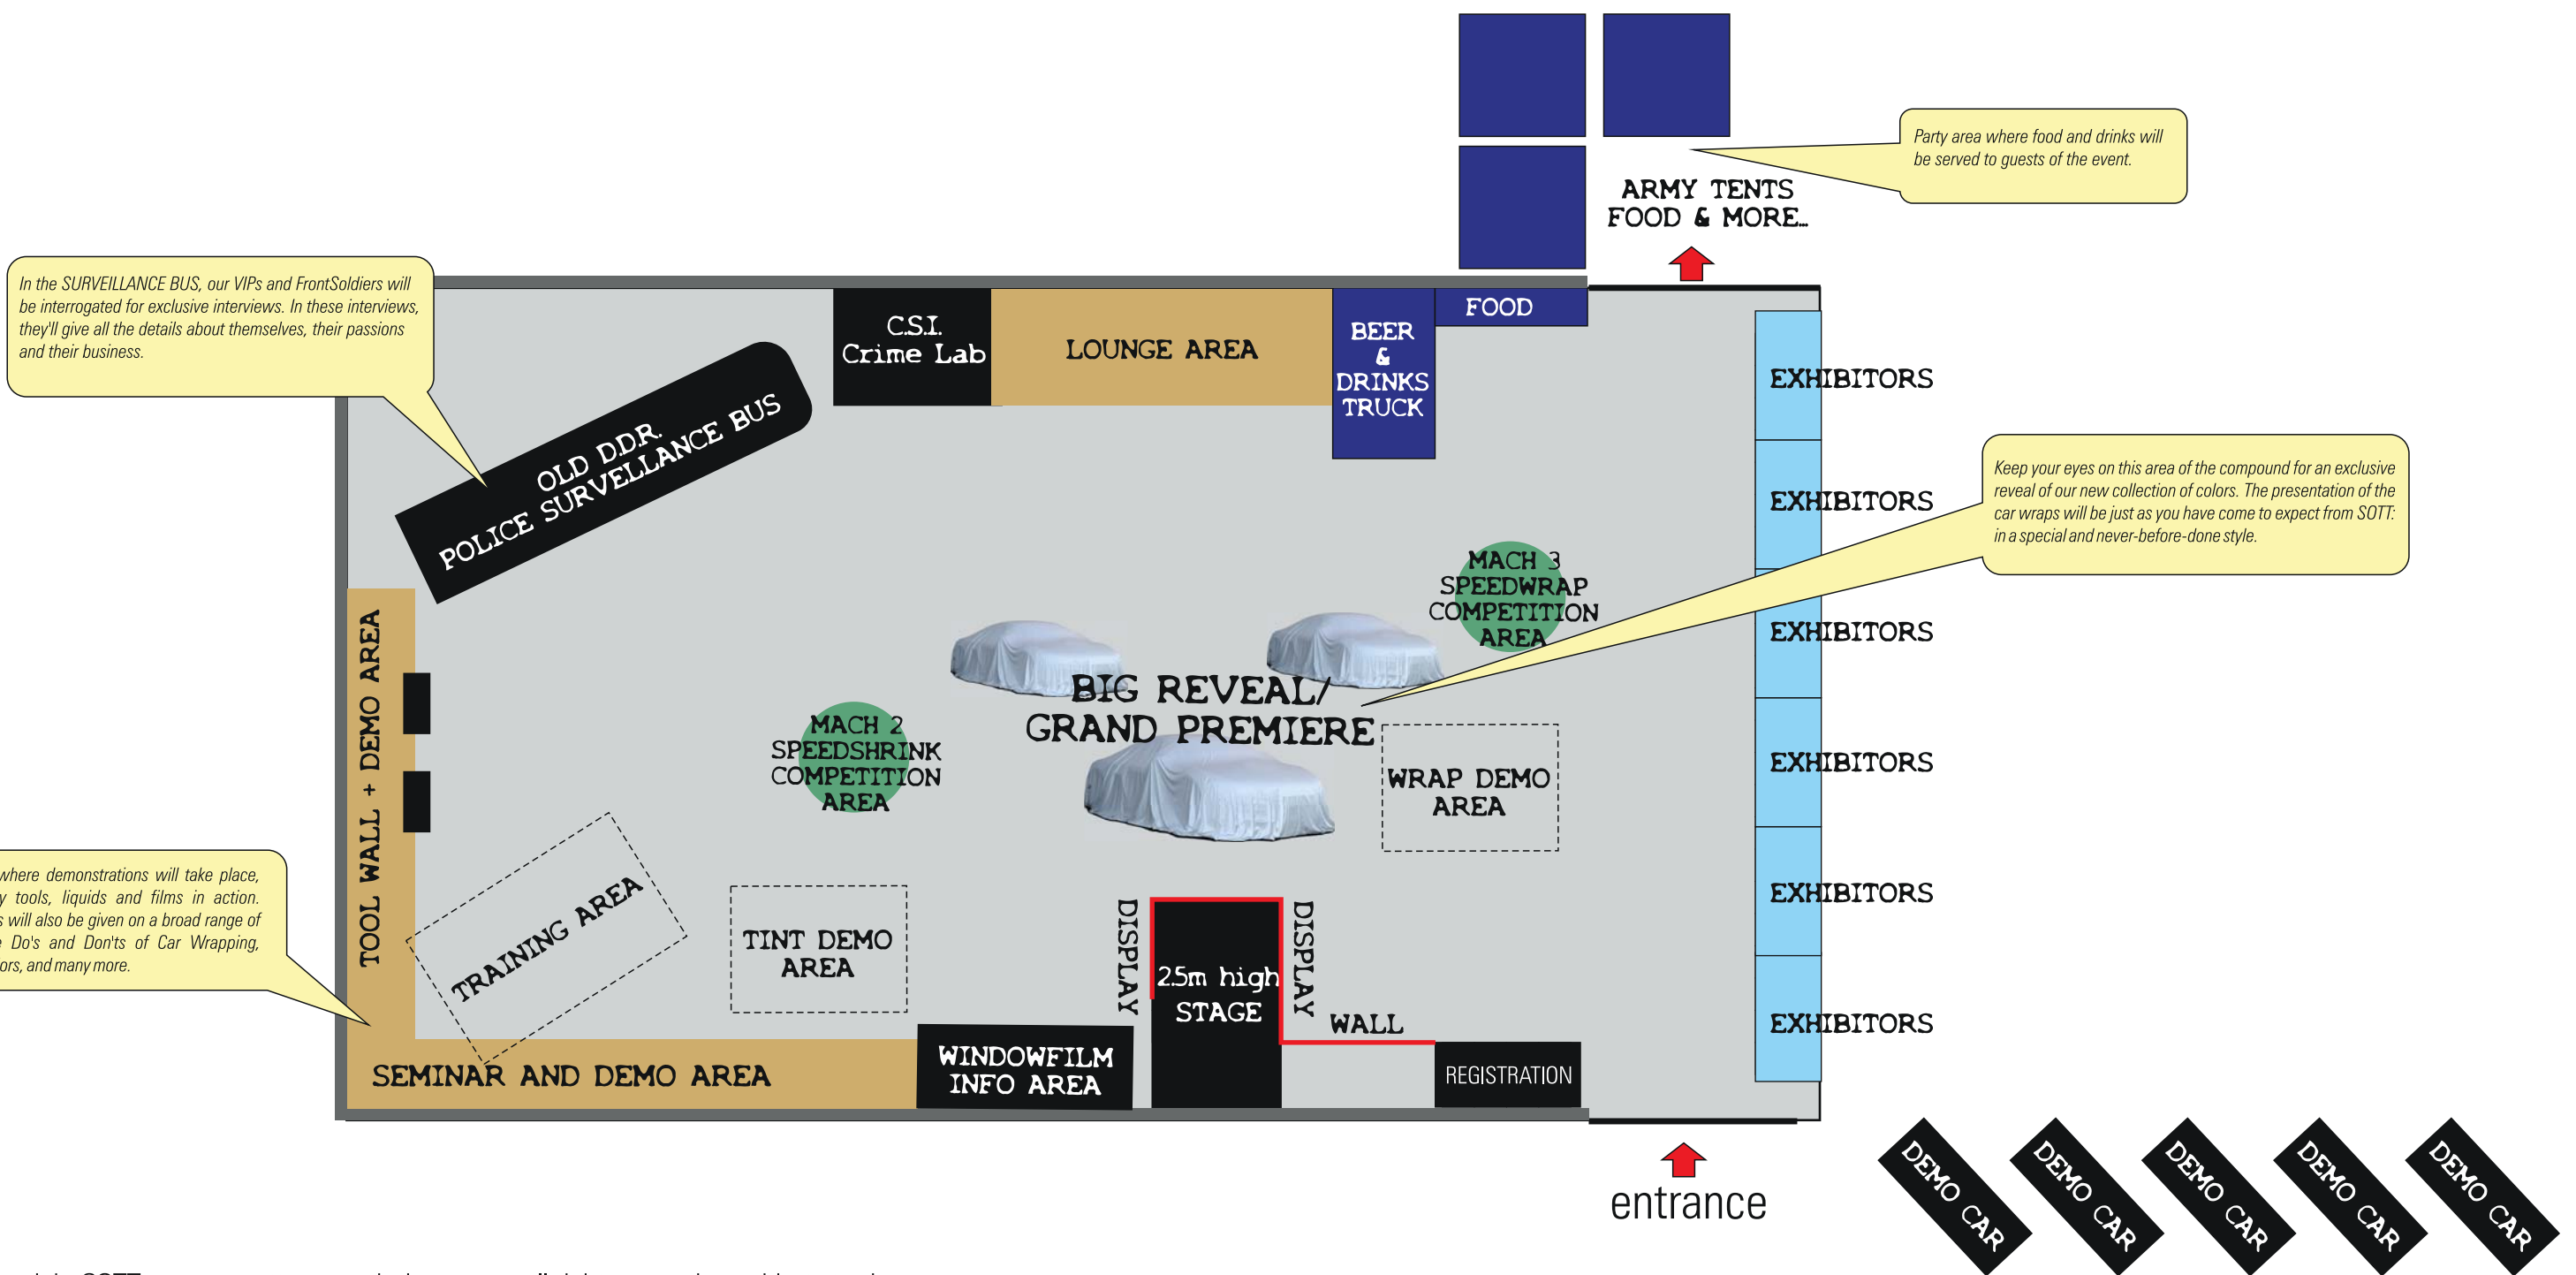 Party area where food and drinks will
be served to guests of the event.
ARMY TENTS
FOOD & MORE...
In the SURVEILLANCE BUS, our VIPs and FrontSoldiers will
be interrogated for exclusive interviews. In these interviews,
they'll give all the details about themselves, their passions
and their business.
C.S.I.
Crime Lab
LOUNGE AREA
BEER
&
DRINKS
TRUCK
FOOD
EXHIBITORS
EXHIBITORS
EXHIBITORS
EXHIBITORS
EXHIBITORS
EXHIBITORS
OLD D.D.R.
POLICE SURVELLANCE BUS
Keep your eyes on this area of the compound for an exclusive
reveal of our new collection of colors. The presentation of the
car wraps will be just as you have come to expect from SOTT:
in a special and never-before-done style.
MACH 3
SPEEDWRAP
COMPETITION
AREA
BIG REVEAL/
GRAND PREMIERE
MACH 2
SPEEDSHRINK
COMPETITION
AREA
WRAP DEMO
AREA
TOOL WALL + DEMO AREA
where demonstrations will take place,
tools, liquids and films in action.
will also be given on a broad range of
Do's and Don'ts of Car Wrapping,
and many more.
TRAINING AREA
TINT DEMO
AREA
DISPLAY
2.5m high
STAGE
DISPLAY
WALL
SEMINAR AND DEMO AREA
WINDOWFILM
INFO AREA
REGISTRATION
entrance
DEMO CAR
DEMO CAR
DEMO CAR
DEMO CAR
DEMO CAR